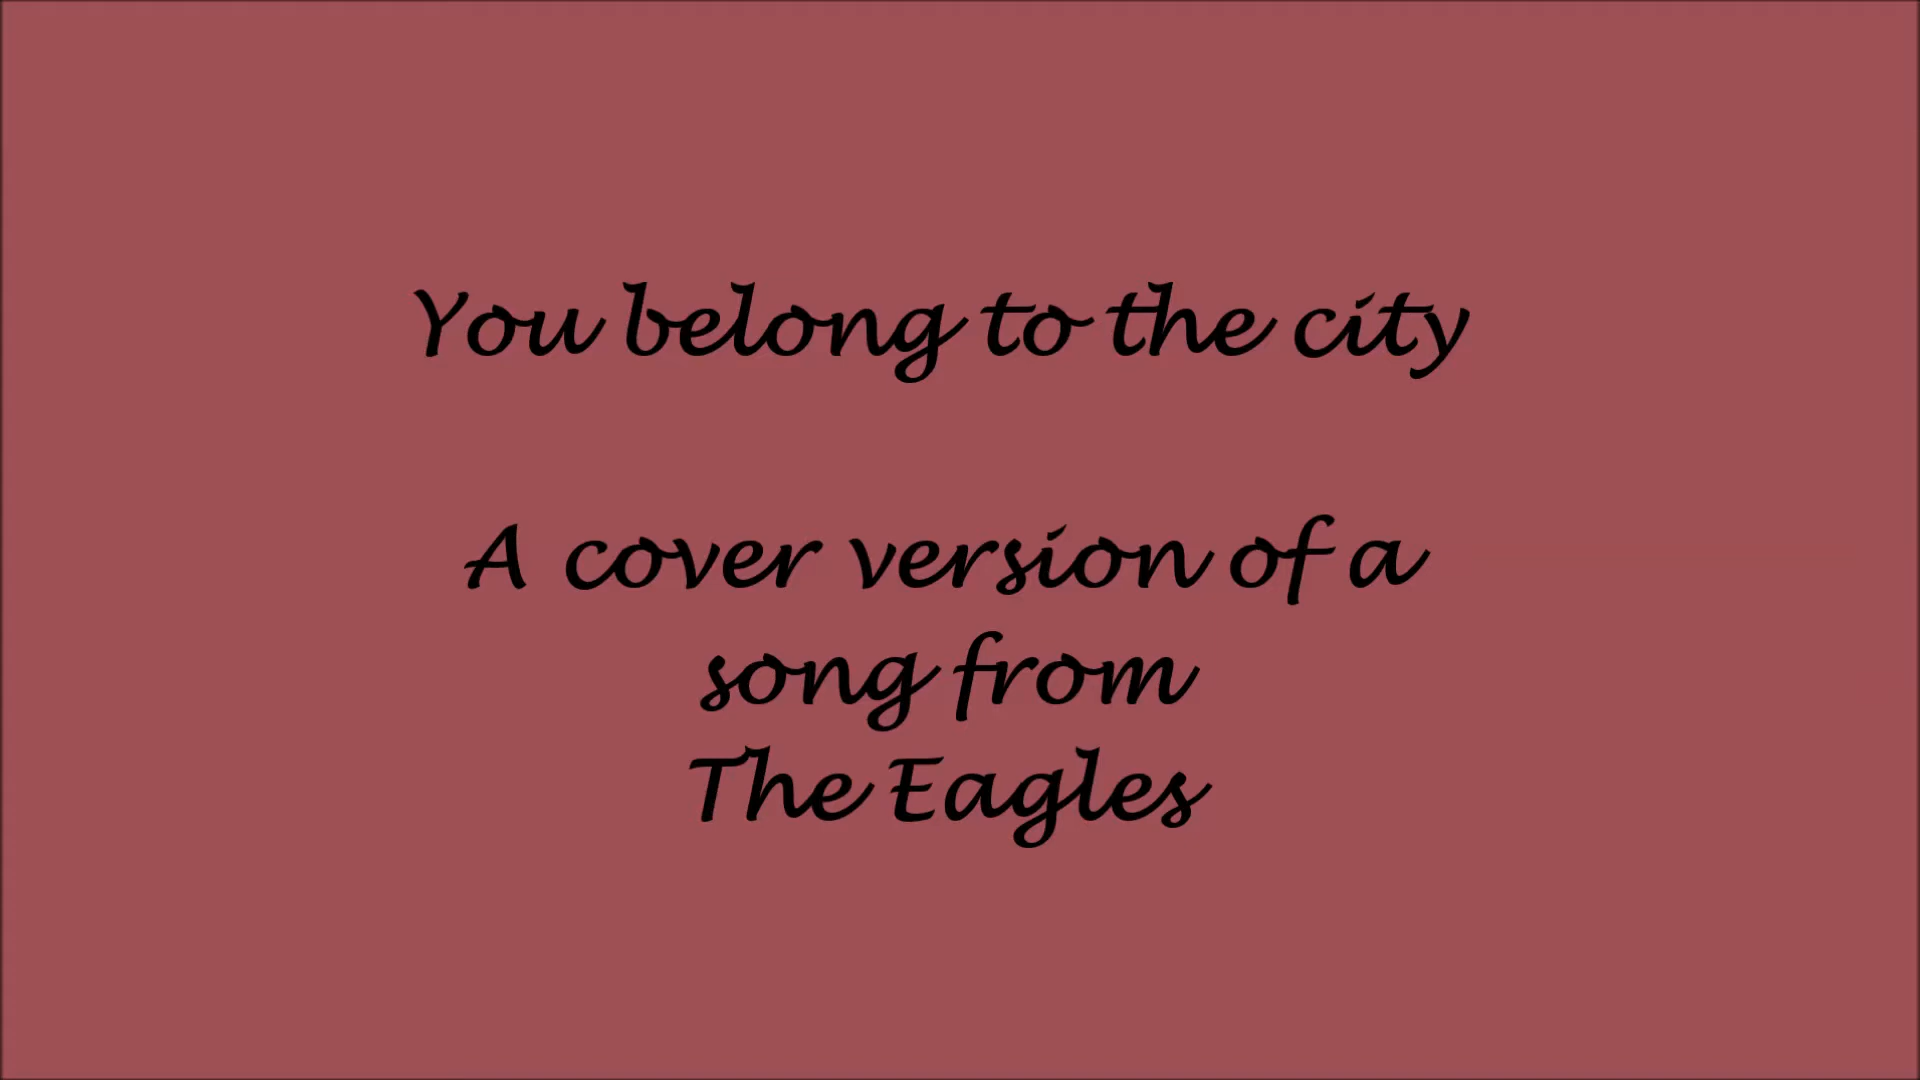 You belong to the city
A cover version of a
song from
The Eagles